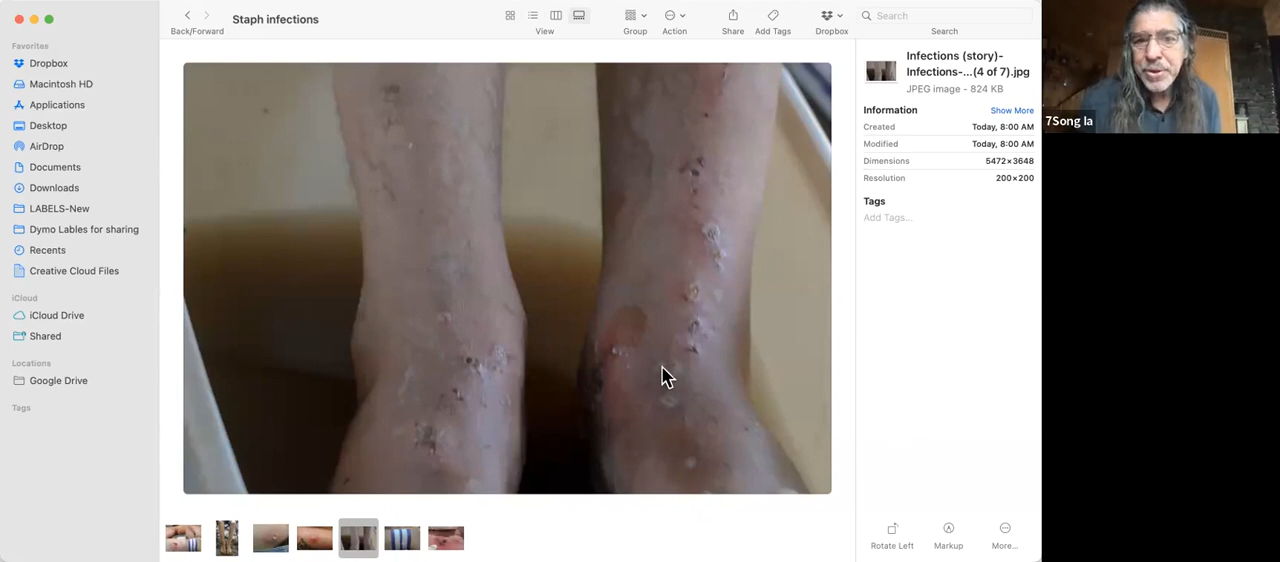 Staph infections
Back/Forward
View
Group
Action
Share
Add Tags
Dropbox
Search
Search
Favorites
Dropbox
Macintosh HD
Applications
Desktop
AirDrop
Documents
Downloads
LABELS-New
Dymo Lables for sharing
Recents
Creative Cloud Files
iCloud
iCloud Drive
Shared
Locations
Google Drive
Tags
Infections (story)-
Infections-...(4 of 7).jpg
JPEG image - 824 KB
Information
Show More
Created
Today, 8:00 AM
Modified
Today, 8:00 AM
Dimensions
5472×3648
Resolution
200×200
Tags
Add Tags...
Rotate Left
Markup
More...
7Song la